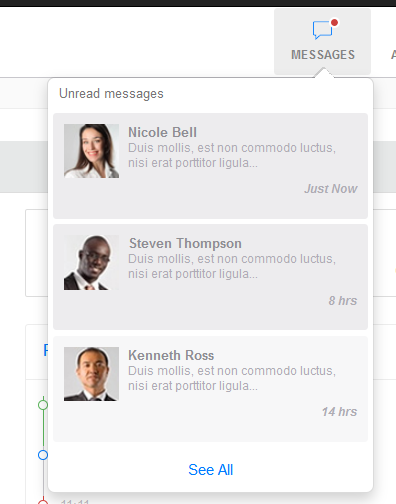 MESSAGES
Unread messages
Nicole Bell
Duis mollis, est non commodo luctus,
nisi erat porttitor ligula...
Just Now
Steven Thompson
Duis mollis, est non commodo luctus,
nisi erat porttitor ligula...
8 hrs
Kenneth Ross
Duis mollis, est non commodo luctus,
nisi erat porttitor ligula...
14 hrs
See All